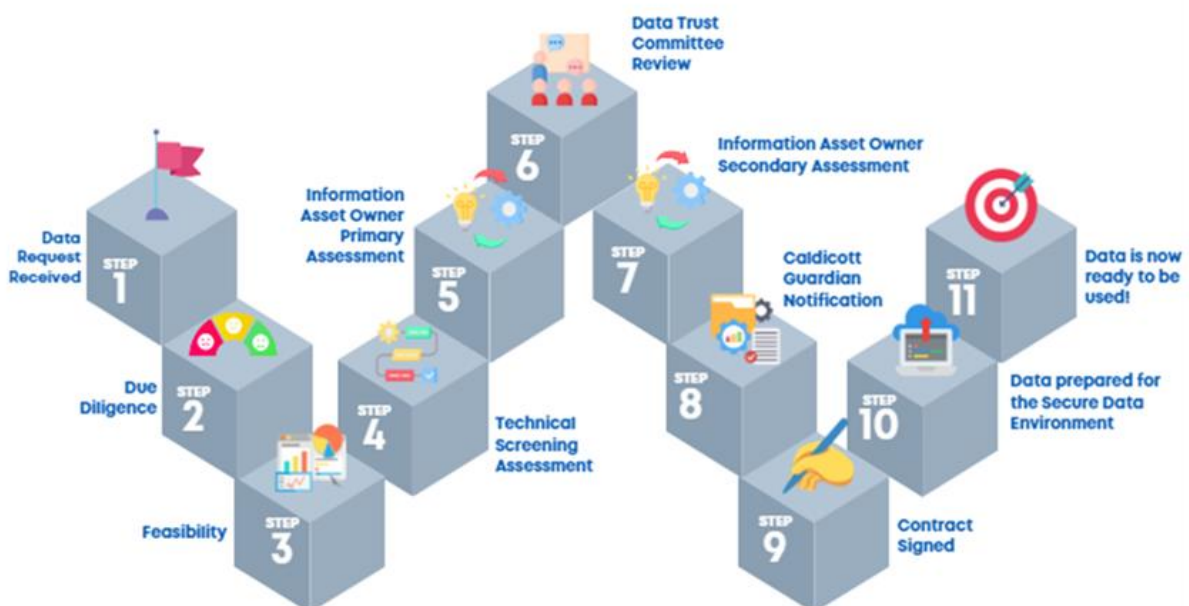 Data
Request
Received
STEP
1
Due
Diligence
STEP
2
Feasibility
STEP
3
STEP
4
Technical
Screening
Assessment
Information
Asset Owner
Primary
Assessment
STEP
5
Data Trust
Committee
Review
STEP
6
Information Asset Owner
Secondary Assessment
STEP
7
Caldicott
Guardian
Notification
STEP
8
STEP
9
Contract
Signed
STEP
10
Data prepared for
the Secure Data
Environment
STEP
11
Data is now
ready to be
used!